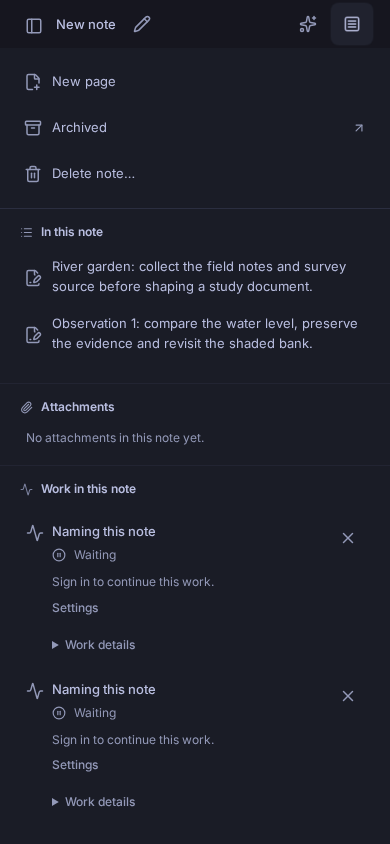 New note
New page
Archived
Delete note...
In this note
River garden: collect the field notes and survey
source before shaping a study document.
Observation 1: compare the water level, preserve
the evidence and revisit the shaded bank.
Attachments
No attachments in this note yet.
Work in this note
Naming this note
Waiting
Sign in to continue this work.
Settings
Work details
Naming this note
Waiting
Sign in to continue this work.
Settings
Work details